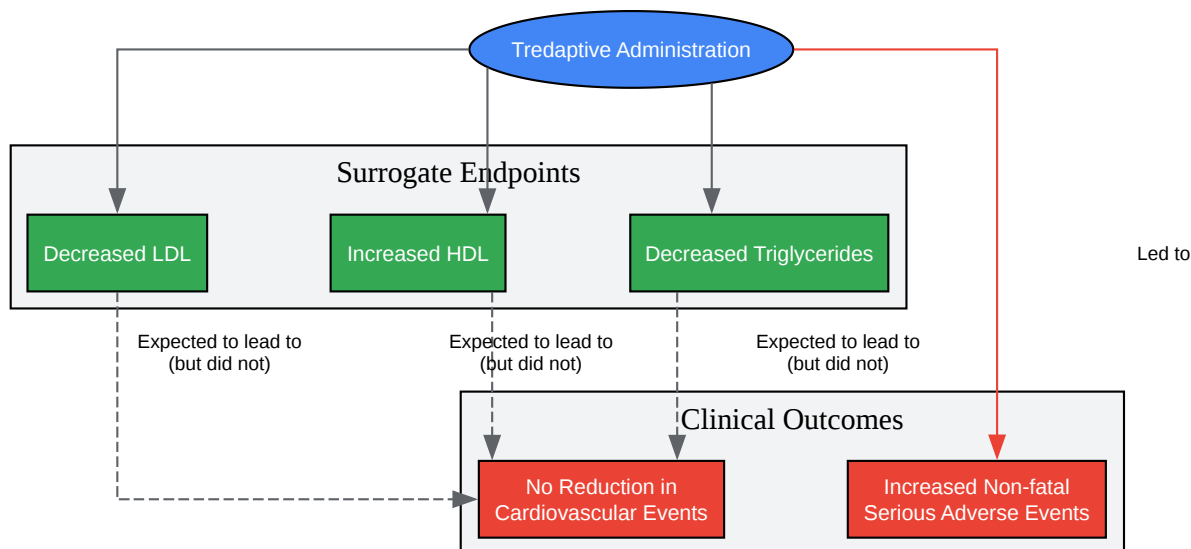 Tredaptive Administration
Surrogate Endpoints
Decreased LDL
Increased HDL
Decreased Triglycerides
Led to
Expected to lead to
(but did not)
Expected to lead to
(but did not)
Expected to lead to
(but did not)
Clinical Outcomes
No Reduction in
Cardiovascular Events
Increased Non-fatal
Serious Adverse Events